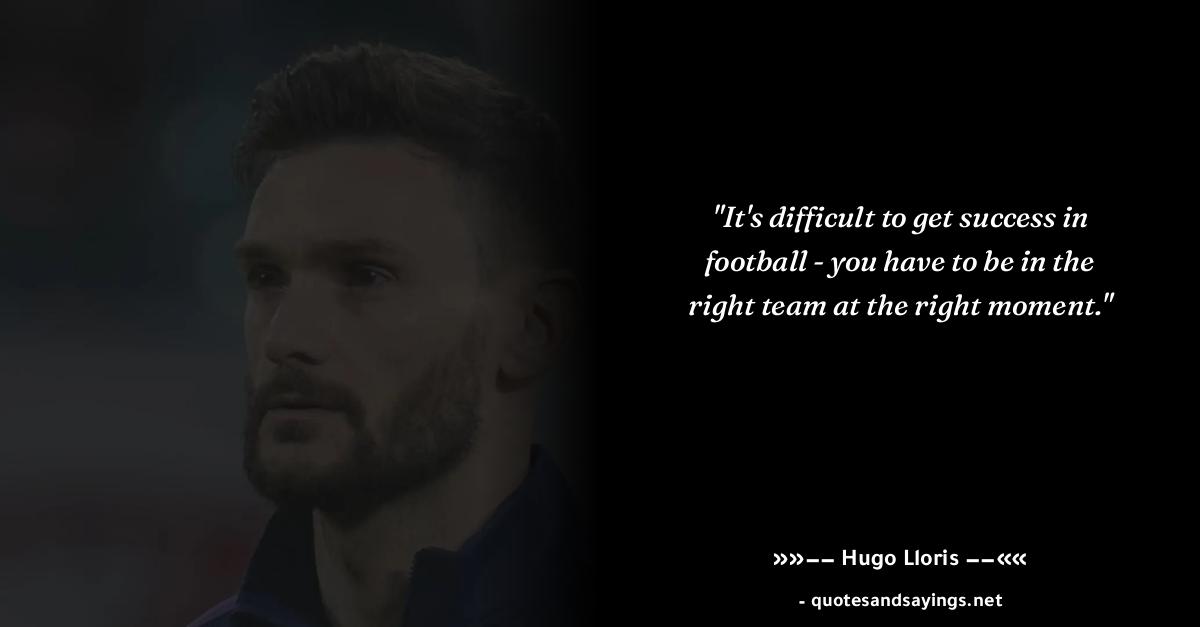 "It's difficult to get success in
football - you have to be in the
right team at the right moment."
»»–– Hugo Lloris ––««
- quotesandsayings.net